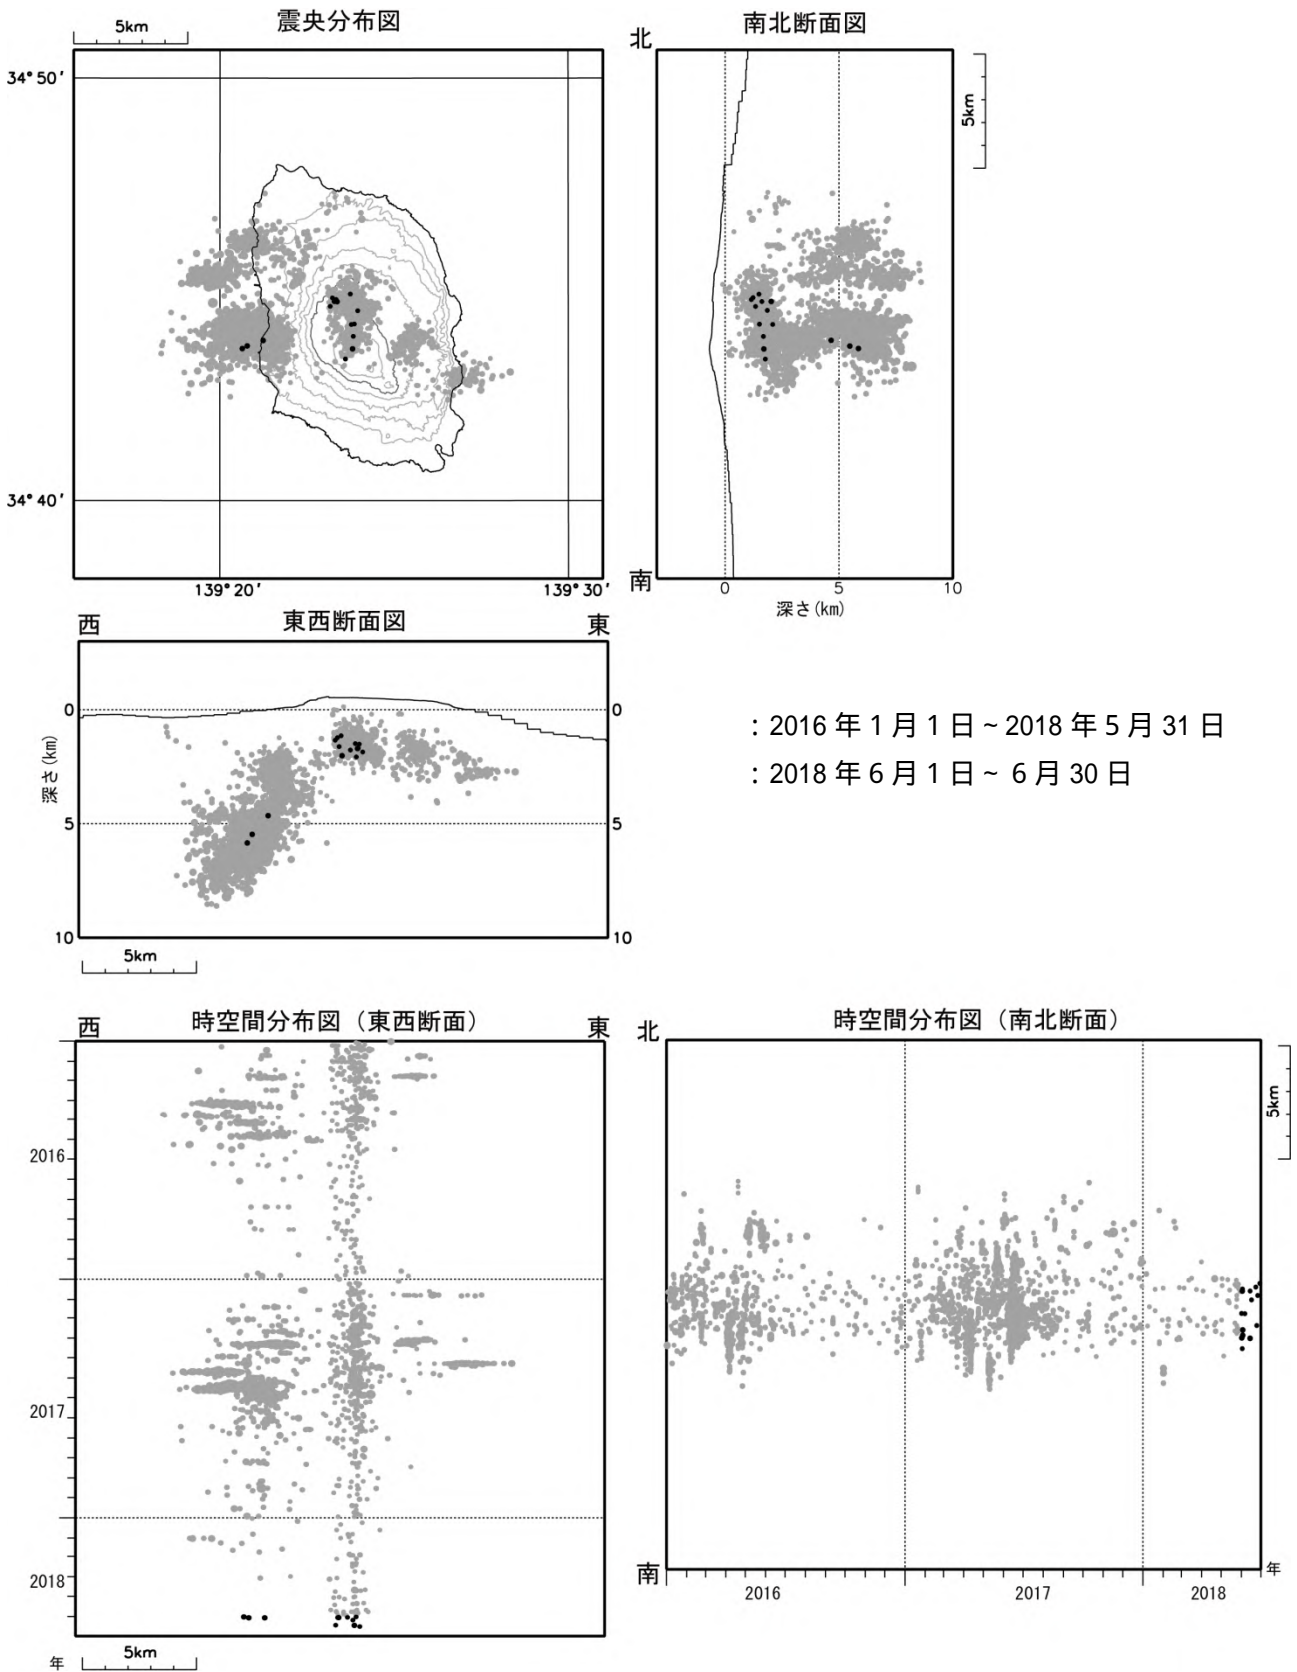 5km
震央分布図
34°50′
34°40′
139°20′
139°30′
南北断面図
北
南
5km
0
5
10
深さ(km)
東西断面図
西
東
0
5
10
0
5
10
深さ(km)
5km
：2016 年 1 月 1 日 ~ 2018 年 5 月 31 日
：2018 年 6 月 1 日 ~ 6 月 30 日
時空間分布図（東西断面）
西
東
2016
2017
2018
年
5km
時空間分布図（南北断面）
北
南
5km
2016
2017
2018
年